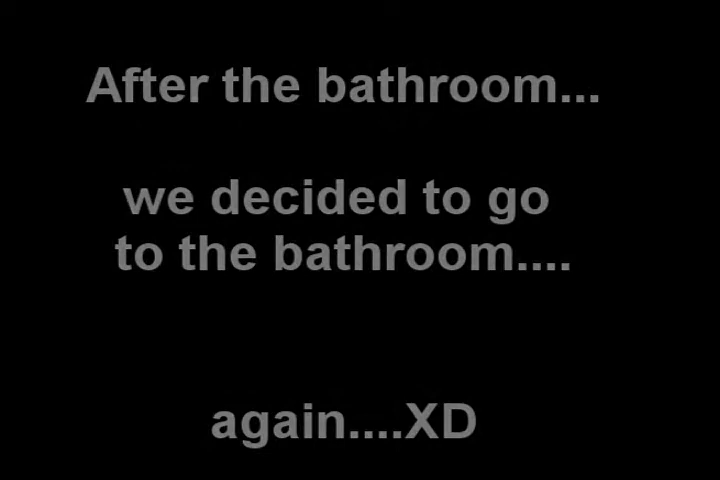 After the bathroom...
we decided to go
to the bathroom....
again....XD